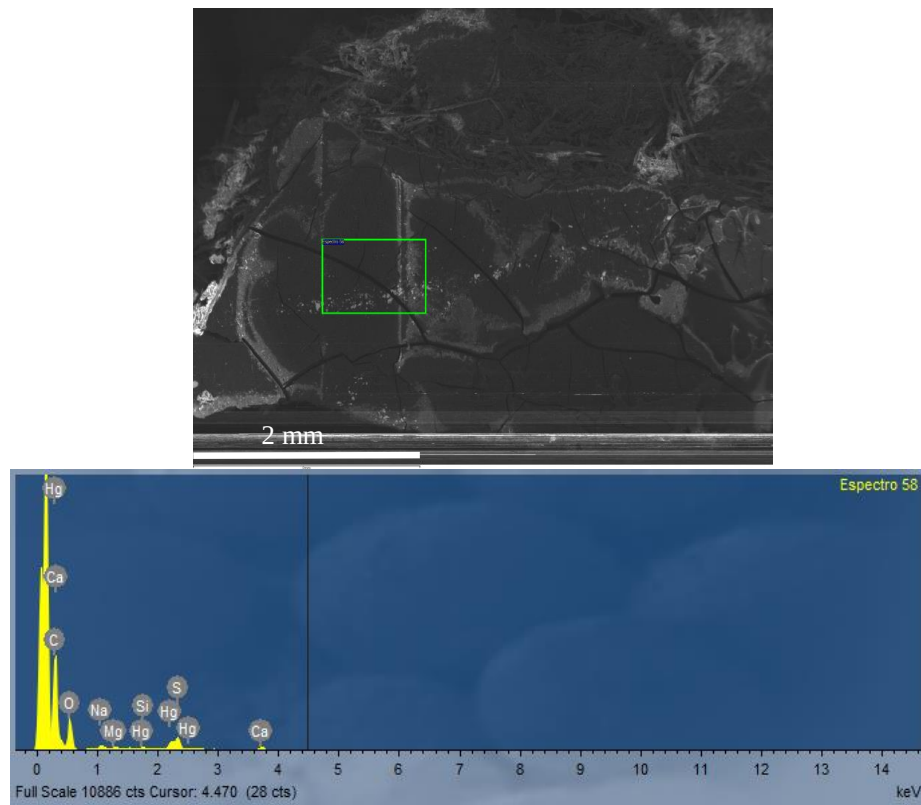 2 mm
Espectro 58
Hg
Ca
C
O
Na
Mg
Si
Hg
S
Hg
Hg
Ca
0 1 2 3 4 5 6 7 8 9 10 11 12 13 14
Full Scale 10886 cts Cursor: 4.470 (28 cts) keV